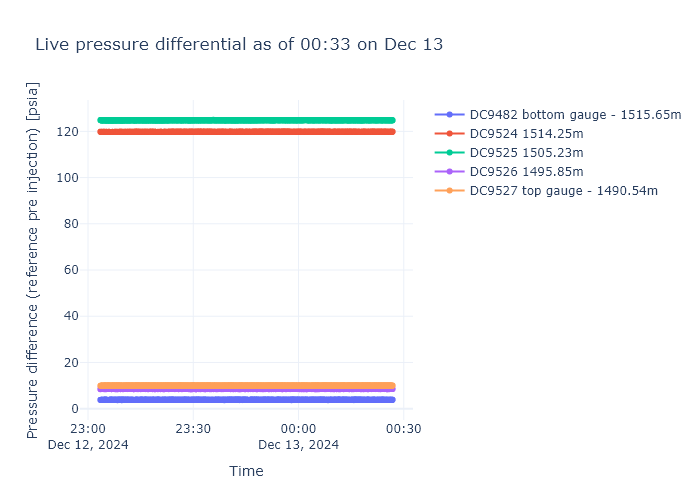 Live pressure differential as of 00:33 on Dec 13
Pressure difference (reference pre injection) [psia]
120
100
80
60
40
20
0
23:00
Dec 12, 2024
23:30
00:00
Dec 13, 2024
00:30
Time
DC9482 bottom gauge - 1515.65m
DC9524 1514.25m
DC9525 1505.23m
DC9526 1495.85m
DC9527 top gauge - 1490.54m